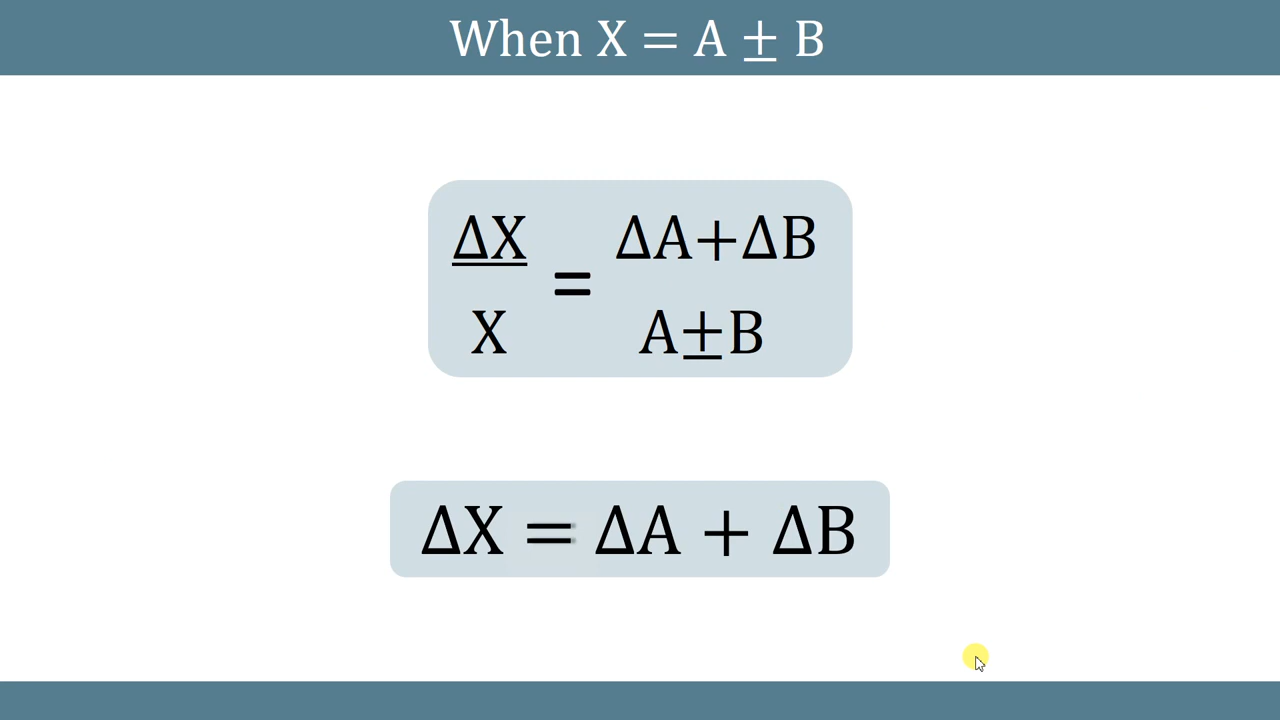 When X = A ± B
ΔX = ΔA+ΔB
X A±B
ΔX = ΔA + ΔB